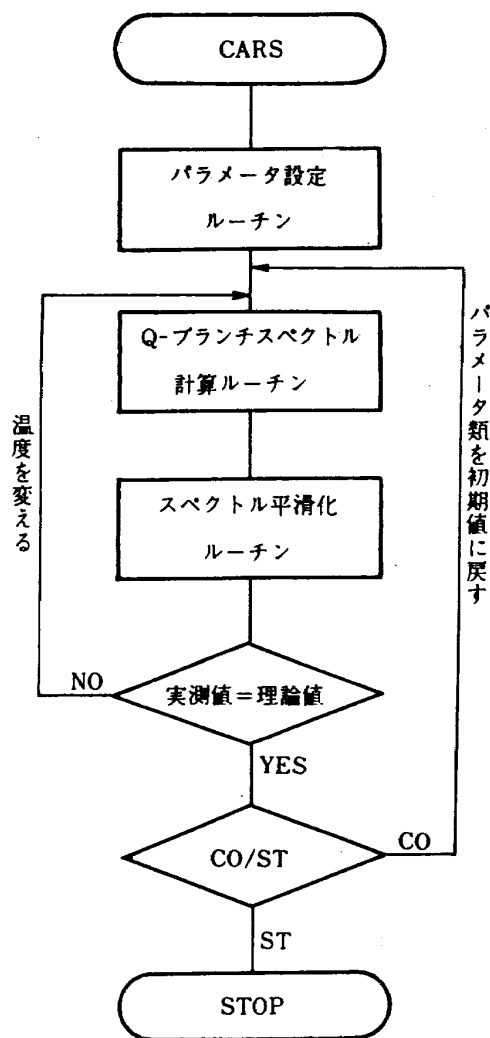 CARS
パラメータ設定
ルーチン
Q-ブランチスペクトル
計算ルーチン
スペクトル平滑化
ルーチン
実測値=理論値
NO
YES
温度を変える
CO/ST
CO
パラメータ類を初期値に戻す
ST
STOP